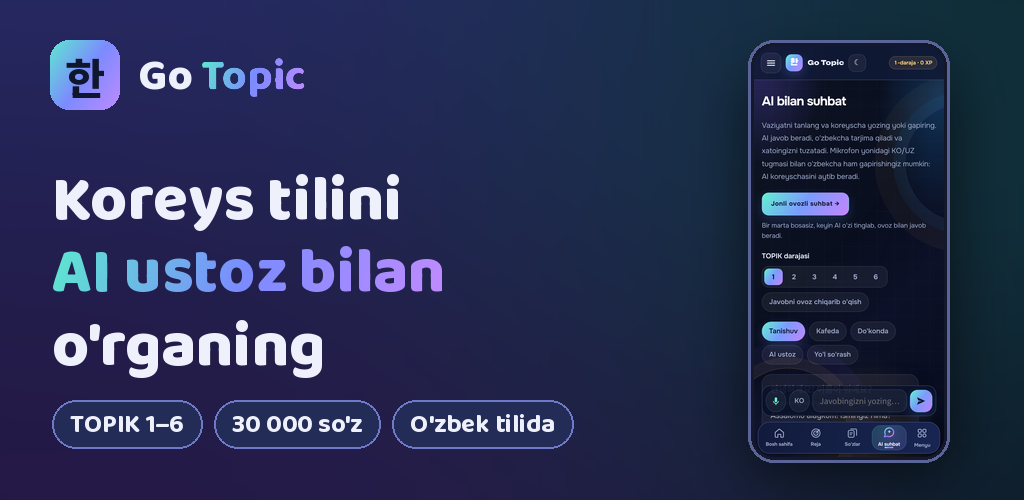 한
Go Topic
Koreys tilini
AI ustoz bilan
o'rganing
TOPIK 1–6
30 000 so'z
O'zbek tilida
한
Go Topic
1-daraja · 0 XP
AI bilan suhbat
Vaziyatni tanlang va koreyscha yozing yoki gapiring.
AI javob beradi, o'zbekcha tarjima qiladi va
xatoingizni tuzatadi. Mikrofon yonidagi KO/UZ
tugmasi bilan o'zbekcha ham gapirishingiz mumkin:
AI koreyschasini aytib beradi.
Jonli ovozli suhbat →
Bir marta bosasiz, keyin AI o'zi tinglab, ovoz bilan javob
beradi.
TOPIK darajasi
1 2 3 4 5 6
Javobni ovoz chiqarib o'qish
Tanishuv Kafeda Do'konda
AI ustoz Yo'l so'rash
KO Javobingizni yozing...
Bosh sahifa Reja So'zlar AI suhbat Menyu